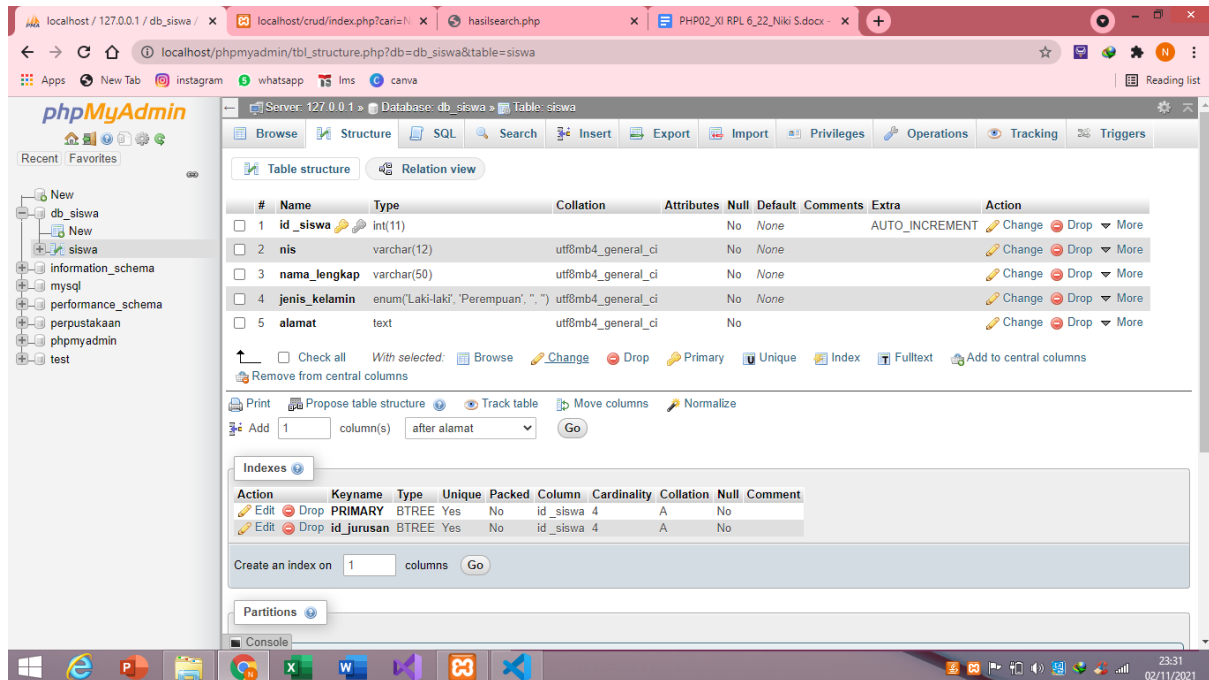 localhost / 127.0.0.1 / db_siswa /
localhost/crud/index.php?cari=N
hasilsearch.php
PHP02_XI RPL 6_22_Niki S.docx -
localhost/phpmyadmin/tbl_structure.php?db=db_siswa&table=siswa
N
Apps New Tab instagram whatsapp lms canva Reading list
phpMyAdmin
Recent Favorites
New
db_siswa
New
siswa
information_schema
mysql
performance_schema
perpustakaan
phpmyadmin
test
Server: 127.0.0.1 » Database: db_siswa » Table: siswa
Browse Structure SQL Search Insert Export Import Privileges Operations Tracking Triggers
Table structure Relation view
# Name Type Collation Attributes Null Default Comments Extra Action
1 id _siswa int(11) No None AUTO_INCREMENT Change Drop More
2 nis varchar(12) utf8mb4_general_ci No None Change Drop More
3 nama_lengkap varchar(50) utf8mb4_general_ci No None Change Drop More
4 jenis_kelamin enum('Laki-laki', 'Perempuan', '', '') utf8mb4_general_ci No None Change Drop More
5 alamat text utf8mb4_general_ci No Change Drop More
Check all With selected: Browse Change Drop Primary Unique Index Fulltext Add to central columns
Remove from central columns
Print Propose table structure Track table Move columns Normalize
Add 1 column(s) after alamat Go
Indexes
Action Keyname Type Unique Packed Column Cardinality Collation Null Comment
Edit Drop PRIMARY BTREE Yes No id _siswa 4 A No
Edit Drop id_jurusan BTREE Yes No id _siswa 4 A No
Create an index on 1 columns Go
Partitions
Console
23:31
02/11/2021